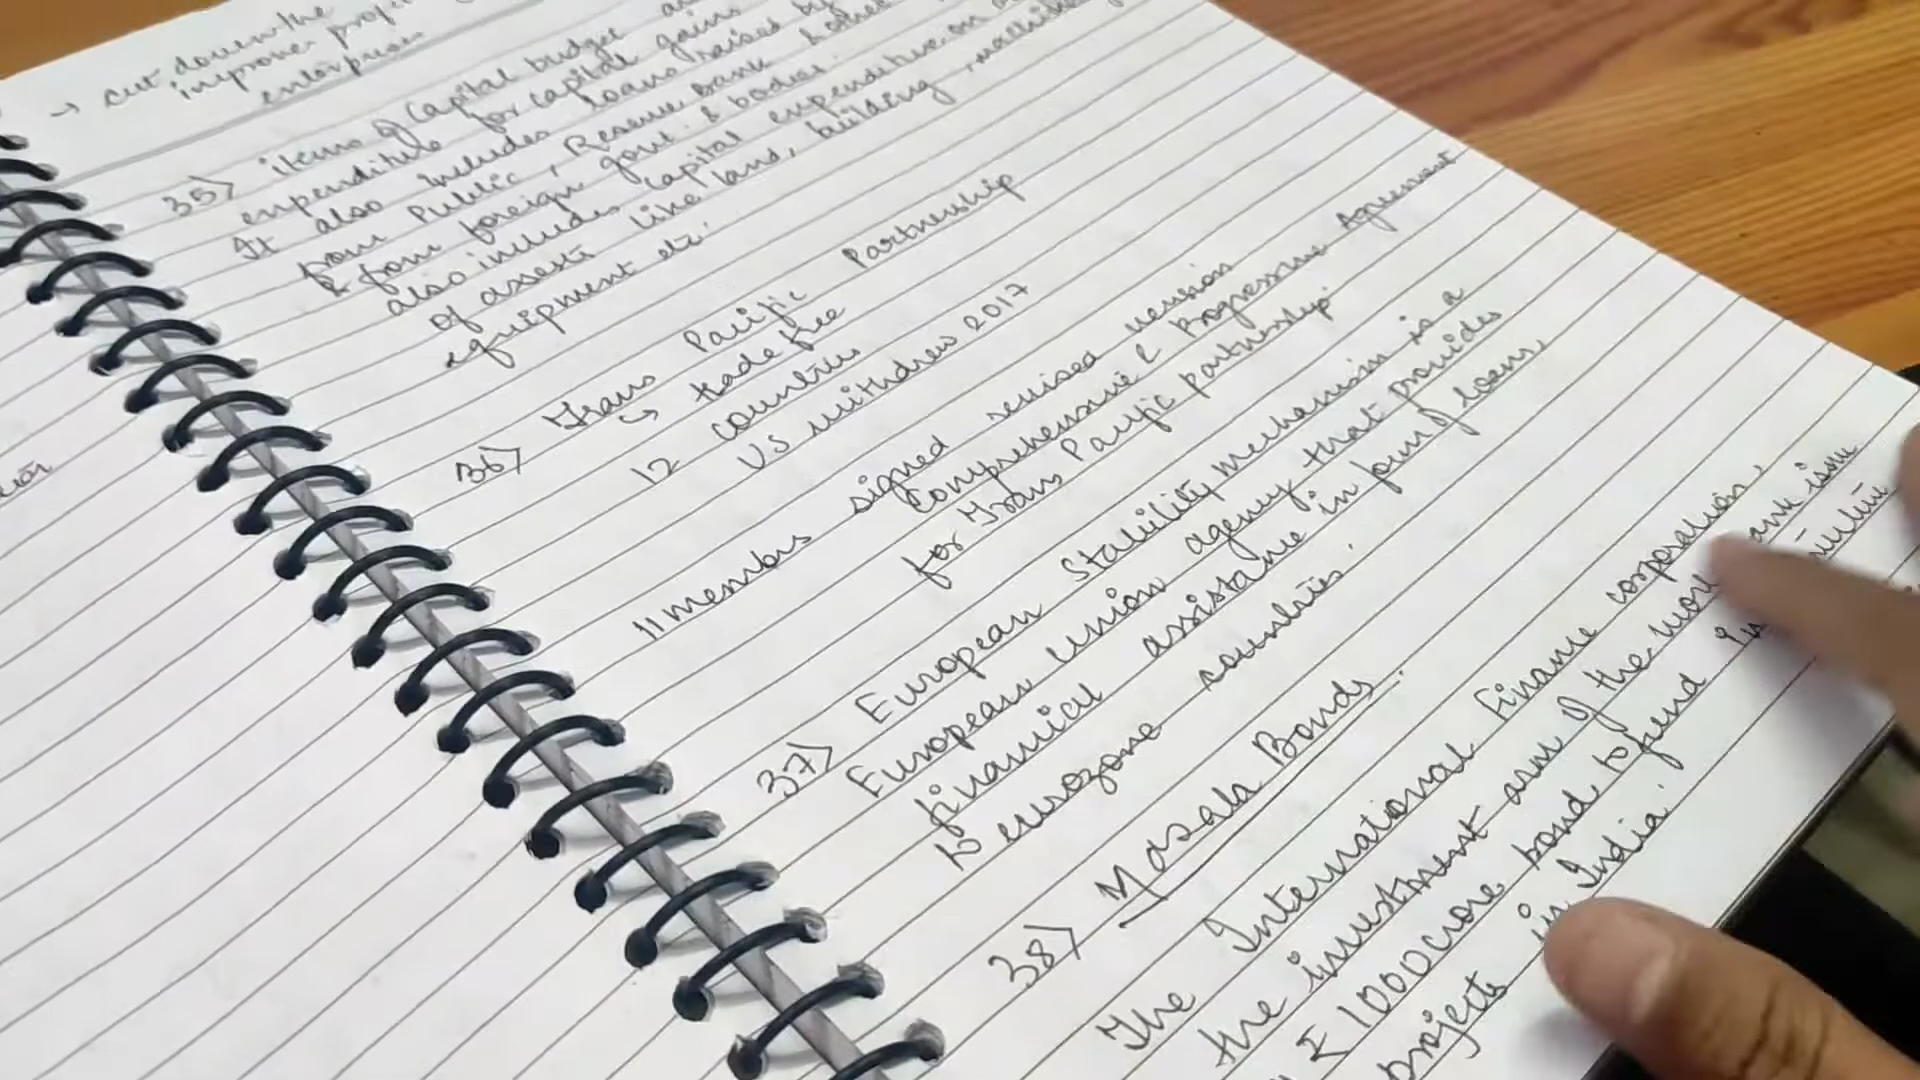 → cut down the
improve profit
enterprises
35> items of Capital budget
expenditure for capital gains
It also includes loans raised by
from Public, Reserve Bank & other
& from foreign govt. & bodies.
also includes capital expenditure on
of assests like land, building, machinery
equipment etc.
36> Trans Pacific Partnership
↳ trade free
12 countries
US withdrew 2017
11 members signed revised version
Comprehensive & Progressive Agreement
for Trans Pacific partnership.
37> European Stability Mechanism is a
European union agency that provides
financial assistance in form of loans,
to eurozone countries.
38> Masala Bonds.
The International Finance corporation,
the investment arm of the
₹ 1000 crore bond to fund
projects in India.